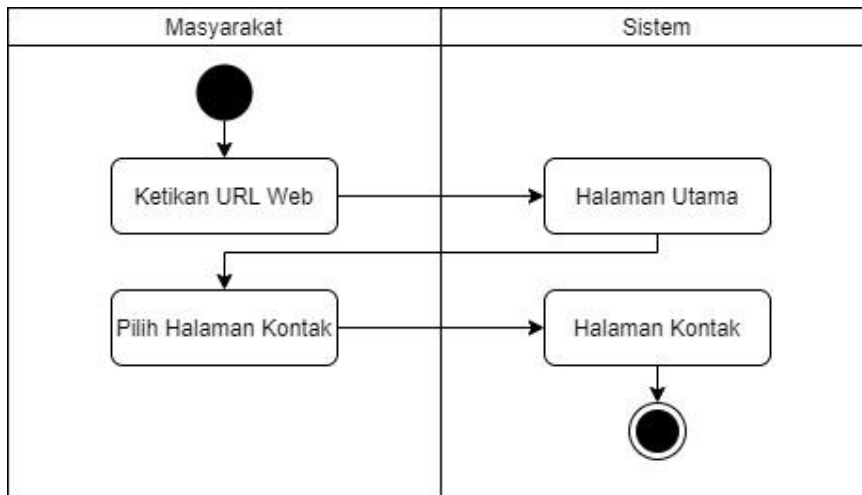 Masyarakat
Sistem
Ketikan URL Web
Halaman Utama
Pilih Halaman Kontak
Halaman Kontak